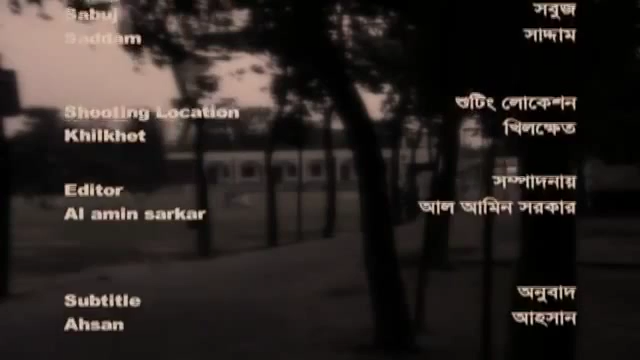 Sabuj
সবুজ
Saddam
সাদ্দাম
Shooting Location
শুটিং লোকেশন
Khilkhet
খিলক্ষেত
Editor
সম্পাদনায়
Al amin sarkar
আল আমিন সরকার
Subtitle
অনুবাদ
Ahsan
আহসান